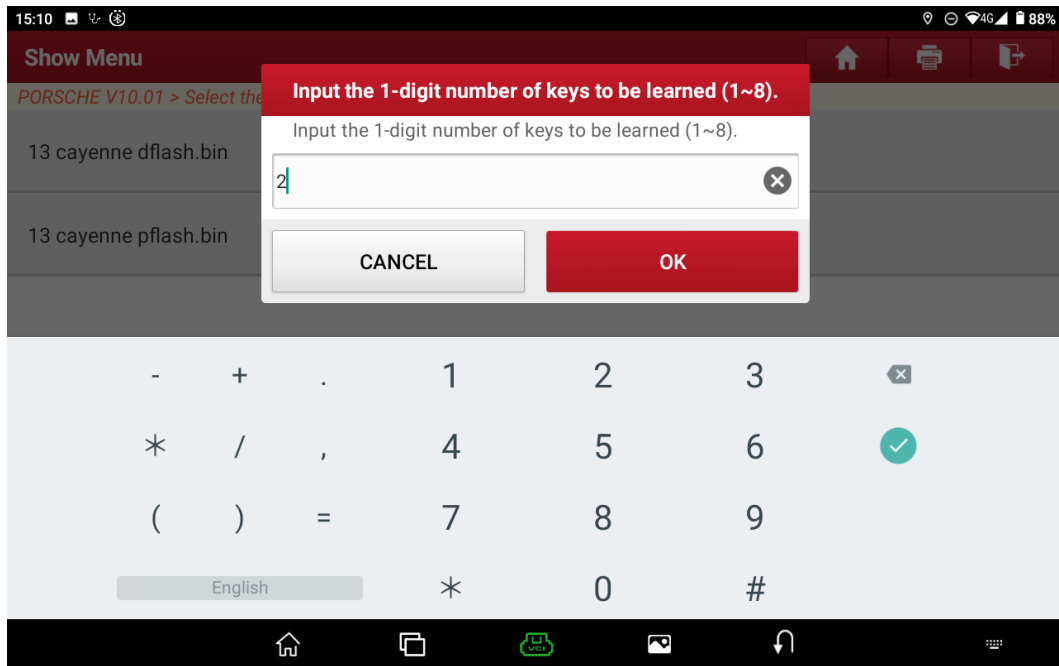 15:10
4G 88%
Show Menu
PORSCHE V10.01 > Select the
Input the 1-digit number of keys to be learned (1~8).
Input the 1-digit number of keys to be learned (1~8).
2
13 cayenne dflash.bin
13 cayenne pflash.bin
CANCEL OK
- + . 1 2 3
* / , 4 5 6
( ) = 7 8 9
English * 0 #
VCI